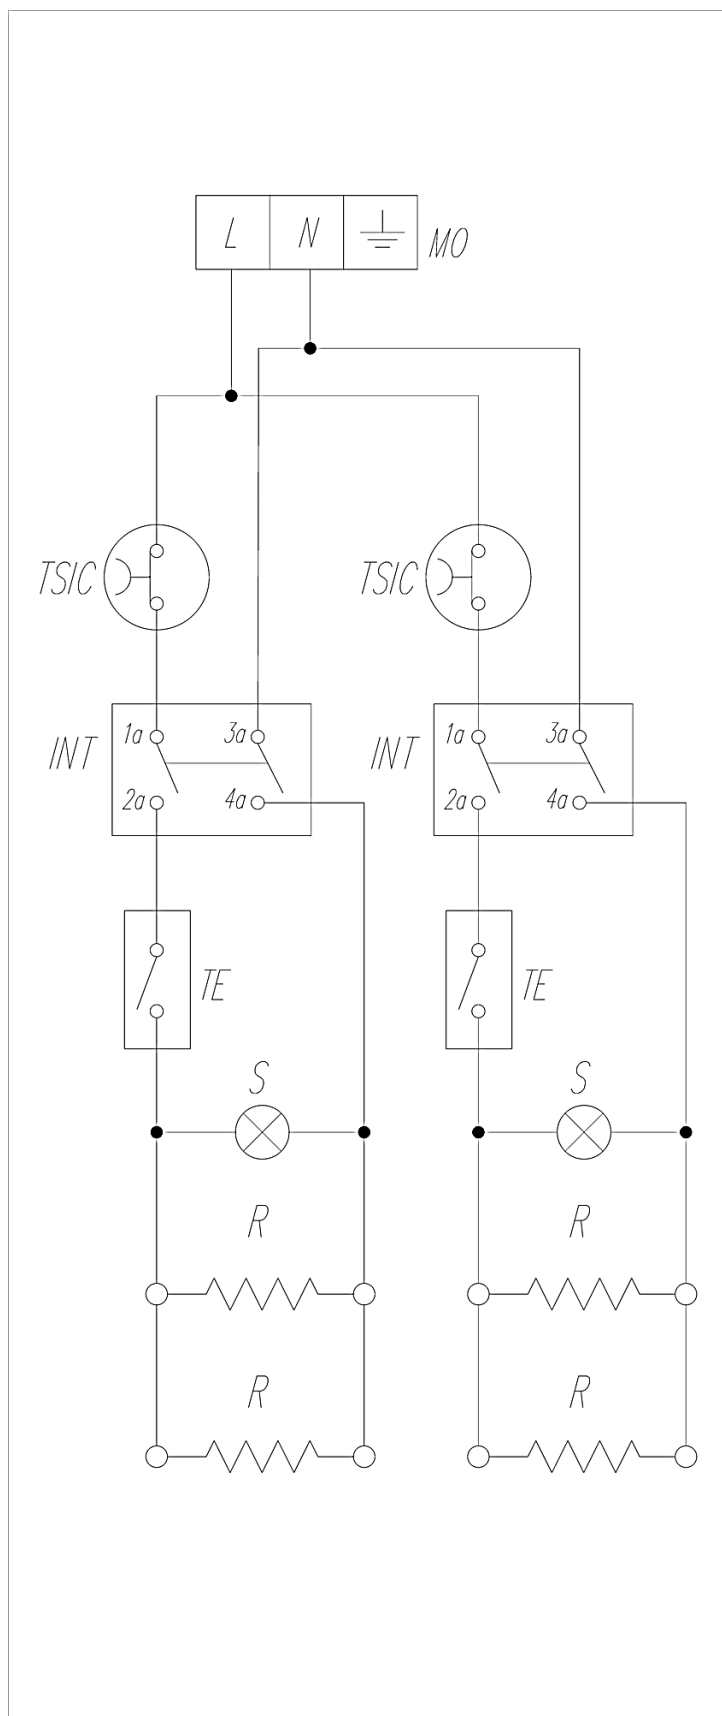 L N MO
TSIC TSIC
INT 1a 3a INT 1a 3a
2a 4a 2a 4a
TE TE
S S
R R
R R